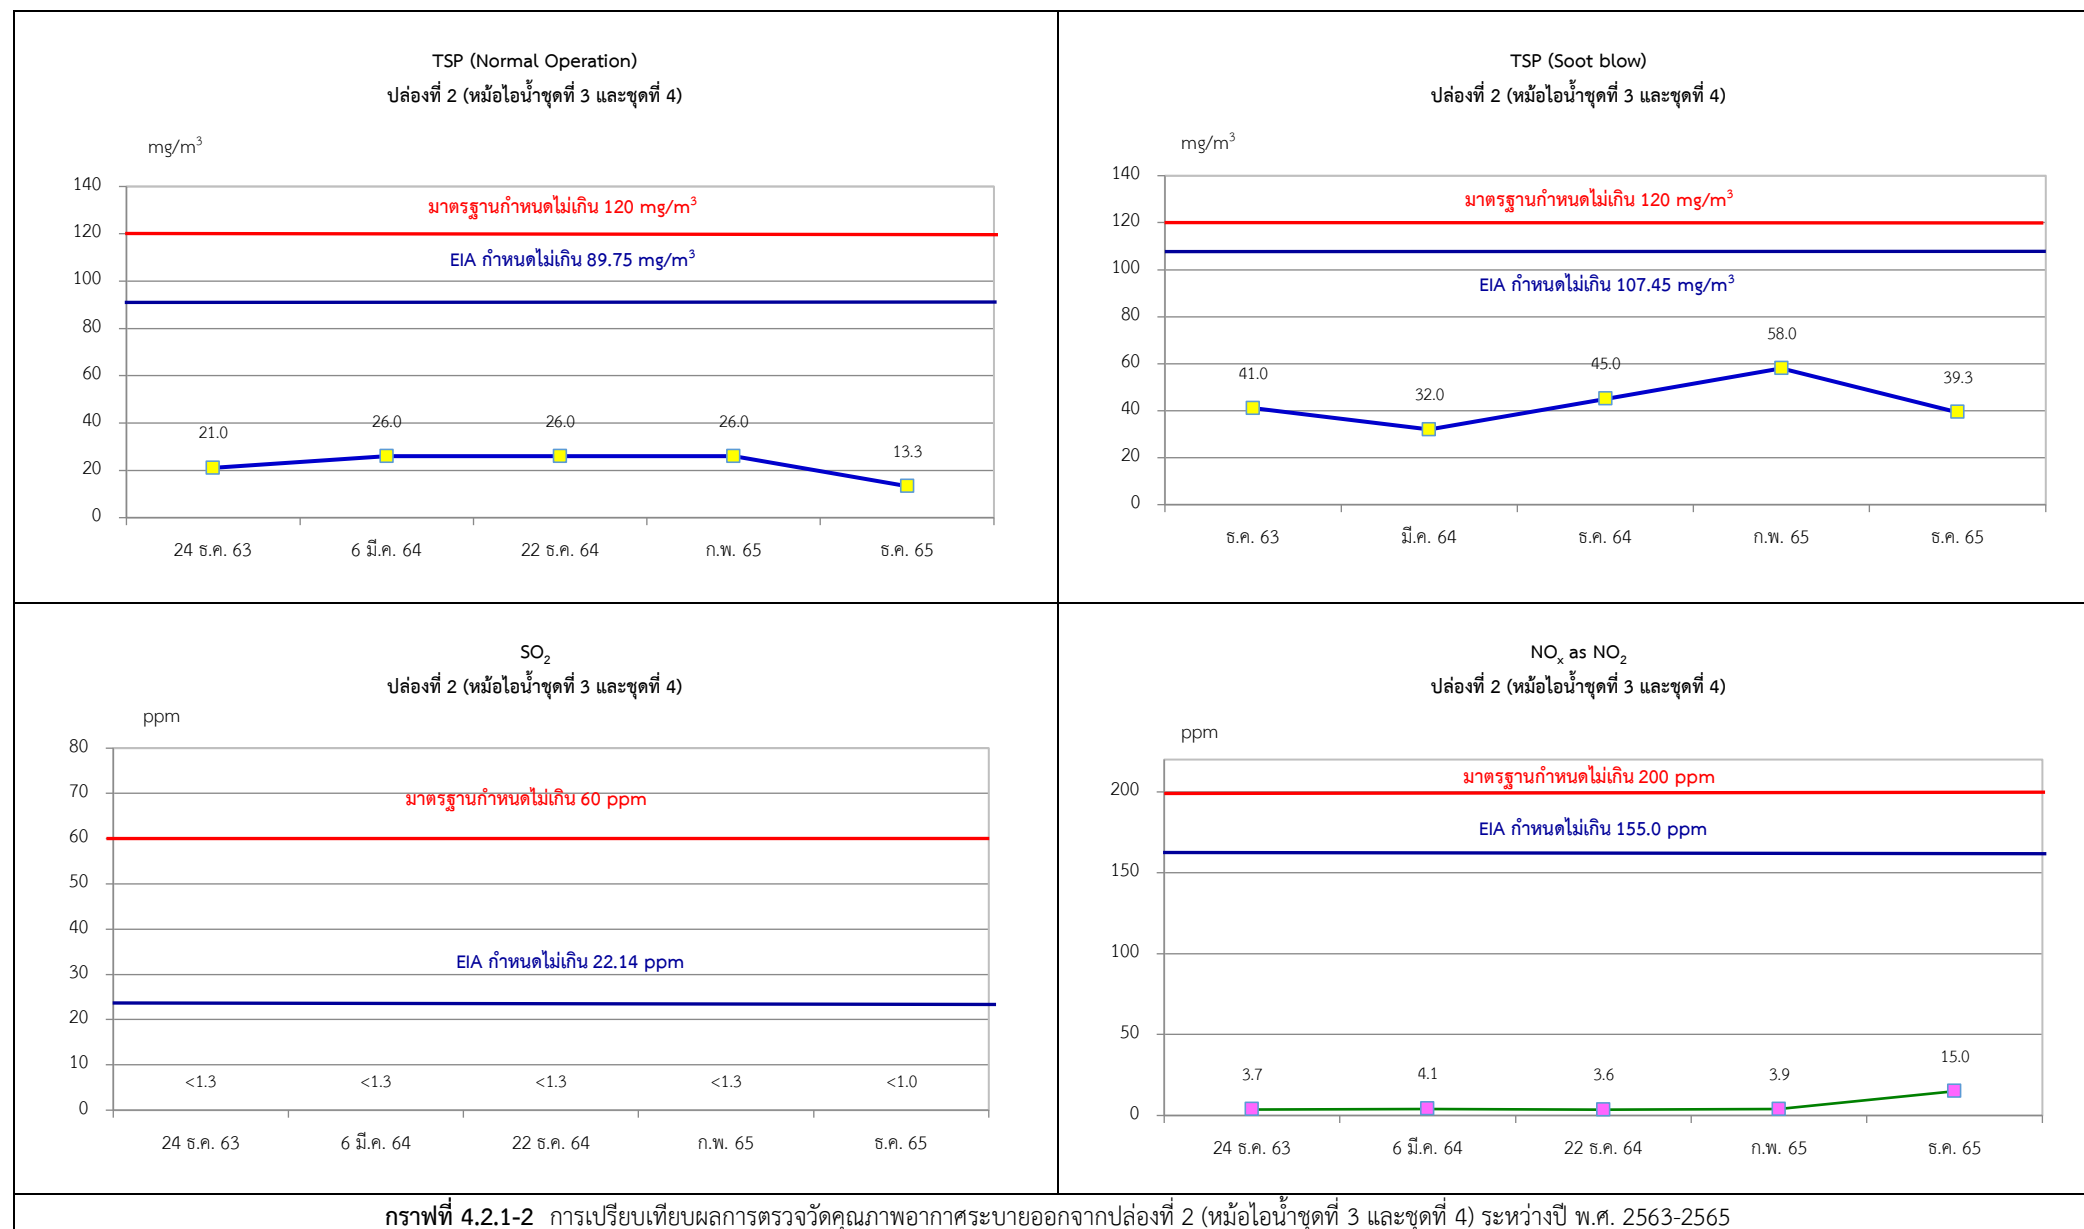 TSP (Normal Operation)
ปล่องที่ 2 (หม้อไอน้ำชุดที่ 3 และชุดที่ 4)
mg/m³
140
มาตรฐานกำหนดไม่เกิน 120 mg/m³
120
EIA กำหนดไม่เกิน 89.75 mg/m³
100
80
60
40
21.0 26.0 26.0 26.0 13.3
20
0
24 ธ.ค. 63 6 มี.ค. 64 22 ธ.ค. 64 ก.พ. 65 ธ.ค. 65
TSP (Soot blow)
ปล่องที่ 2 (หม้อไอน้ำชุดที่ 3 และชุดที่ 4)
mg/m³
140
มาตรฐานกำหนดไม่เกิน 120 mg/m³
120
100
EIA กำหนดไม่เกิน 107.45 mg/m³
80
60
41.0 32.0 45.0 58.0 39.3
40
20
0
ธ.ค. 63 มี.ค. 64 ธ.ค. 64 ก.พ. 65 ธ.ค. 65
SO₂
ปล่องที่ 2 (หม้อไอน้ำชุดที่ 3 และชุดที่ 4)
ppm
80
70
มาตรฐานกำหนดไม่เกิน 60 ppm
60
50
40
EIA กำหนดไม่เกิน 22.14 ppm
30
20
10
<1.3 <1.3 <1.3 <1.3 <1.0
0
24 ธ.ค. 63 6 มี.ค. 64 22 ธ.ค. 64 ก.พ. 65 ธ.ค. 65
NOₓ as NO₂
ปล่องที่ 2 (หม้อไอน้ำชุดที่ 3 และชุดที่ 4)
ppm
มาตรฐานกำหนดไม่เกิน 200 ppm
200
EIA กำหนดไม่เกิน 155.0 ppm
150
100
50
3.7 4.1 3.6 3.9 15.0
0
24 ธ.ค. 63 6 มี.ค. 64 22 ธ.ค. 64 ก.พ. 65 ธ.ค. 65
กราฟที่ 4.2.1-2 การเปรียบเทียบผลการตรวจวัดคุณภาพอากาศระบายออกจากปล่องที่ 2 (หม้อไอน้ำชุดที่ 3 และชุดที่ 4) ระหว่างปี พ.ศ. 2563-2565